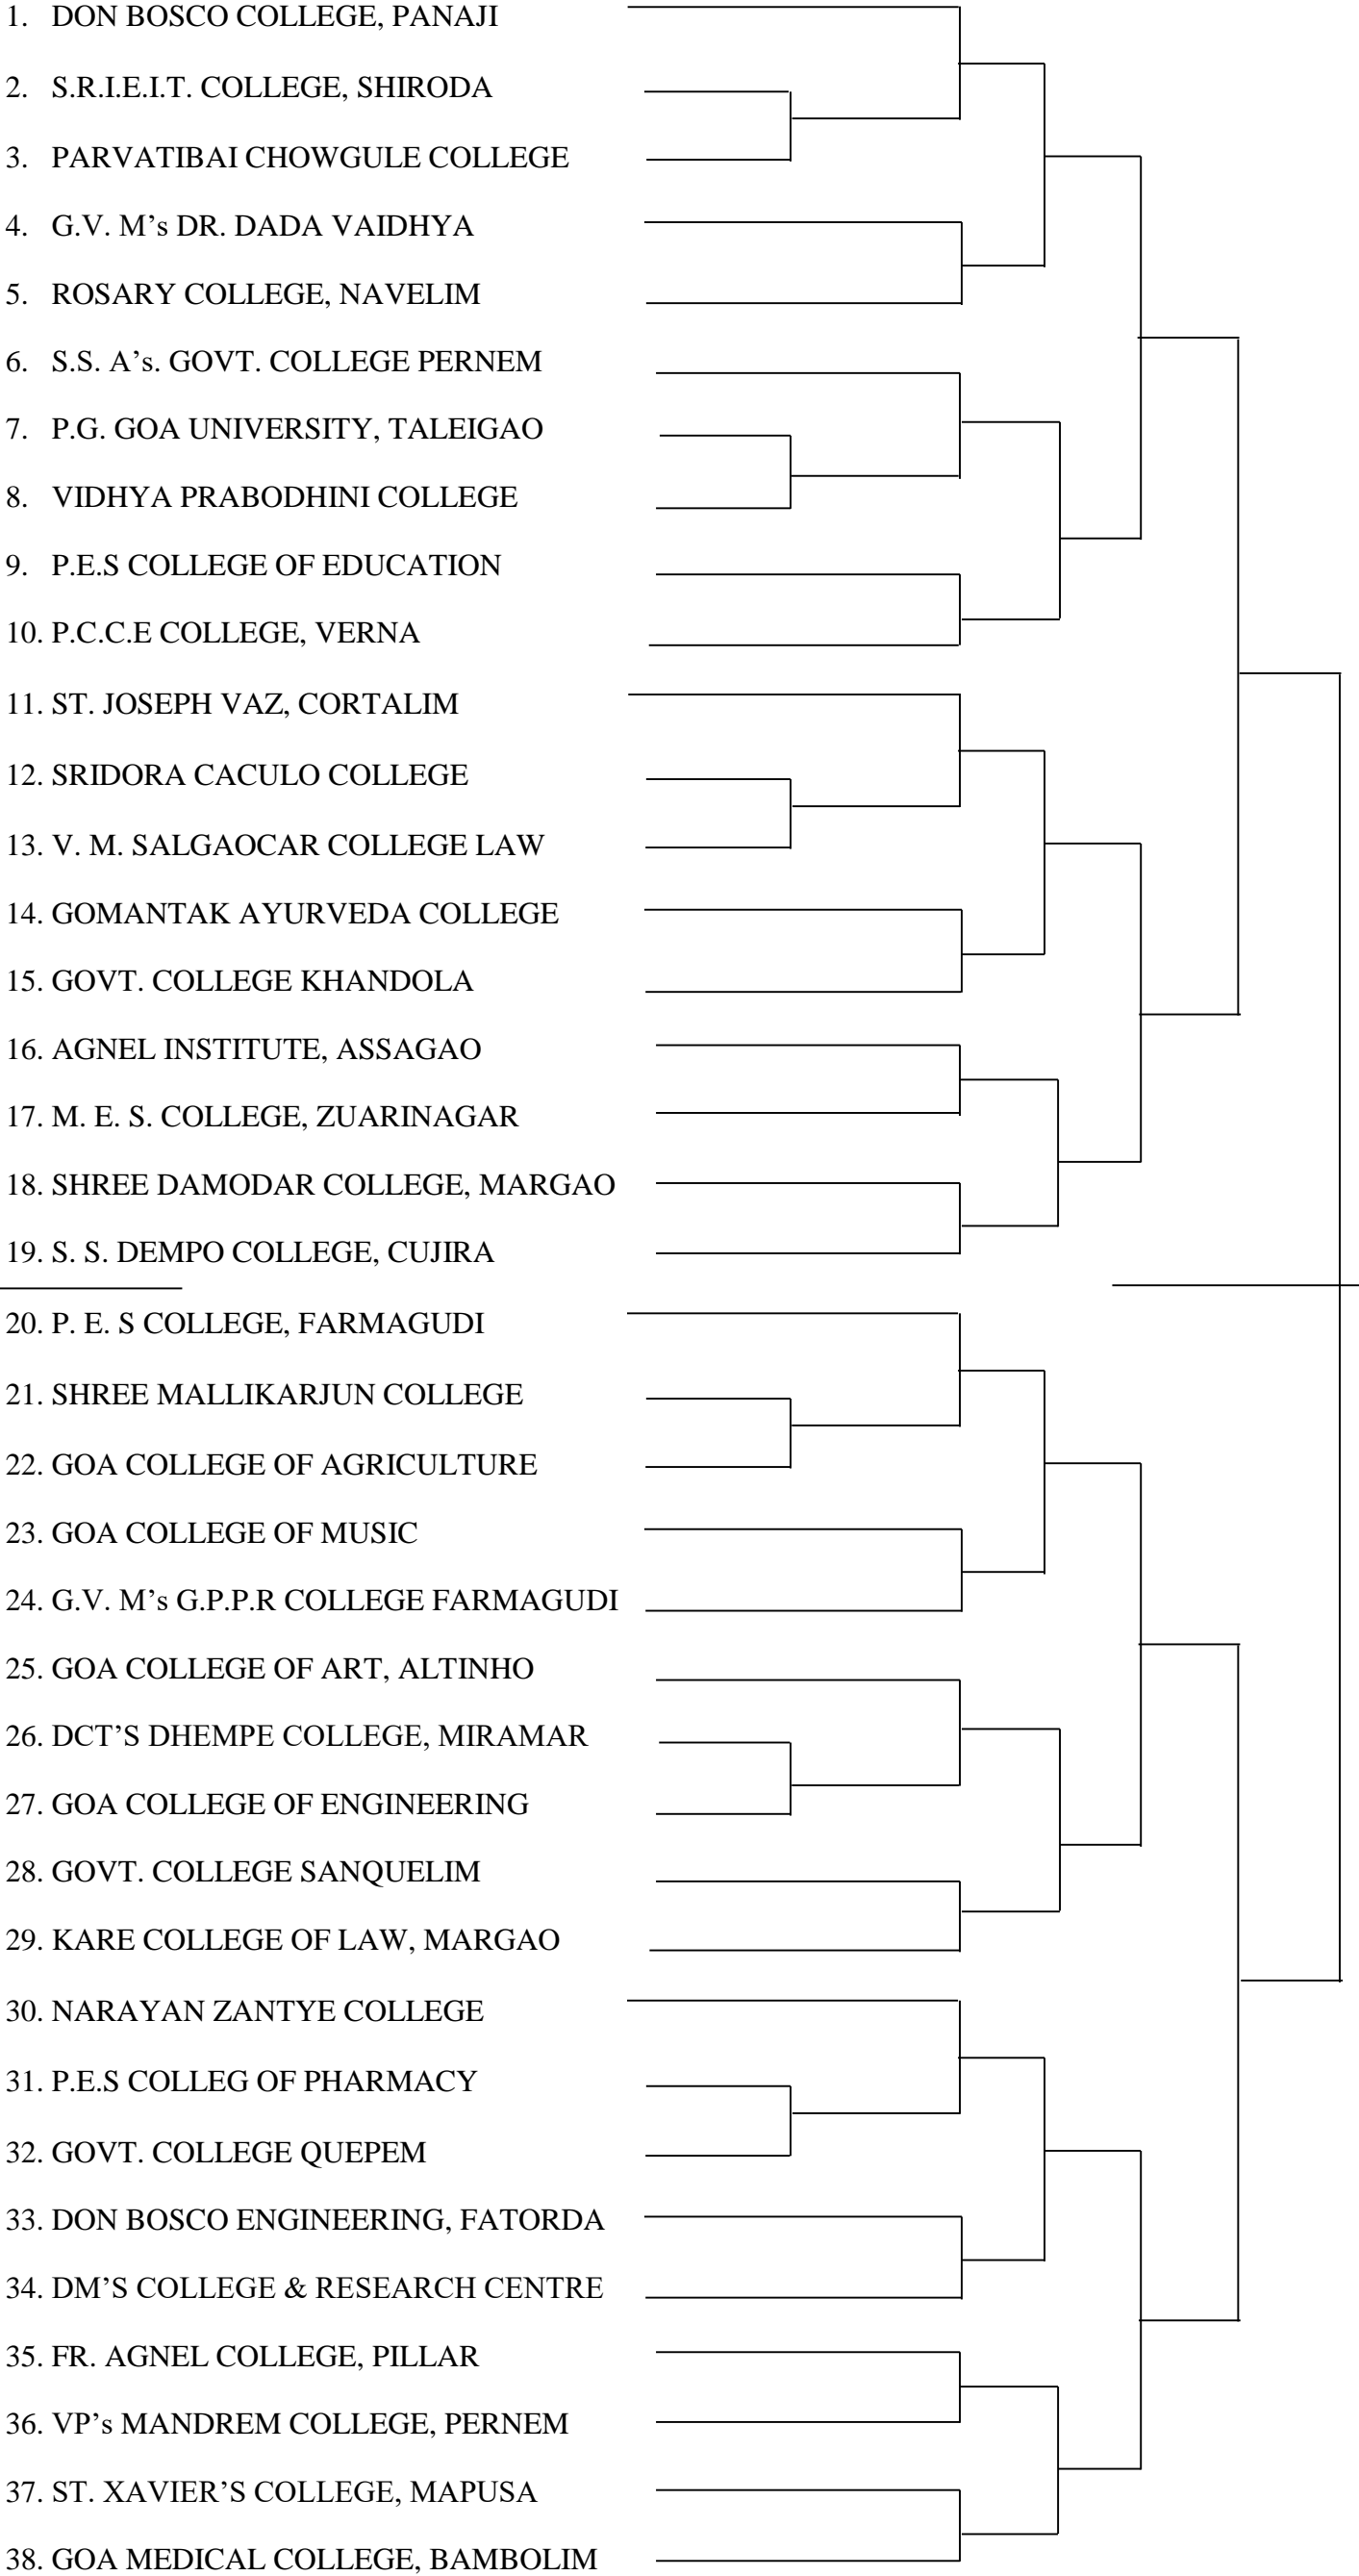 1. DON BOSCO COLLEGE, PANAJI
2. S.R.I.E.I.T. COLLEGE, SHIRODA
3. PARVATIBAI CHOWGULE COLLEGE
4. G.V. M’s DR. DADA VAIDHYA
5. ROSARY COLLEGE, NAVELIM
6. S.S. A’s. GOVT. COLLEGE PERNEM
7. P.G. GOA UNIVERSITY, TALEIGAO
8. VIDHYA PRABODHINI COLLEGE
9. P.E.S COLLEGE OF EDUCATION
10. P.C.C.E COLLEGE, VERNA
11. ST. JOSEPH VAZ, CORTALIM
12. SRIDORA CACULO COLLEGE
13. V. M. SALGAOCAR COLLEGE LAW
14. GOMANTAK AYURVEDA COLLEGE
15. GOVT. COLLEGE KHANDOLA
16. AGNEL INSTITUTE, ASSAGAO
17. M. E. S. COLLEGE, ZUARINAGAR
18. SHREE DAMODAR COLLEGE, MARGAO
19. S. S. DEMPO COLLEGE, CUJIRA
20. P. E. S COLLEGE, FARMAGUDI
21. SHREE MALLIKARJUN COLLEGE
22. GOA COLLEGE OF AGRICULTURE
23. GOA COLLEGE OF MUSIC
24. G.V. M’s G.P.P.R COLLEGE FARMAGUDI
25. GOA COLLEGE OF ART, ALTINHO
26. DCT’S DHEMPE COLLEGE, MIRAMAR
27. GOA COLLEGE OF ENGINEERING
28. GOVT. COLLEGE SANQUELIM
29. KARE COLLEGE OF LAW, MARGAO
30. NARAYAN ZANTYE COLLEGE
31. P.E.S COLLEG OF PHARMACY
32. GOVT. COLLEGE QUEPEM
33. DON BOSCO ENGINEERING, FATORDA
34. DM’S COLLEGE & RESEARCH CENTRE
35. FR. AGNEL COLLEGE, PILLAR
36. VP’s MANDREM COLLEGE, PERNEM
37. ST. XAVIER’S COLLEGE, MAPUSA
38. GOA MEDICAL COLLEGE, BAMBOLIM